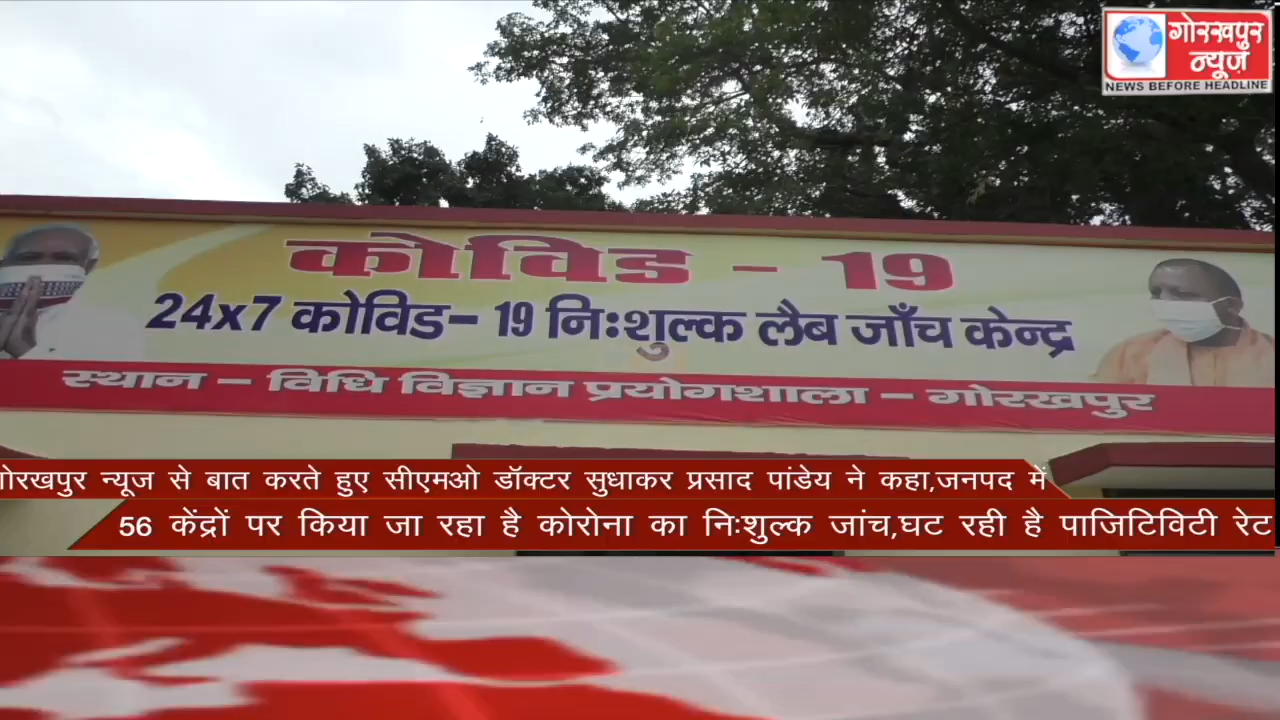 गोरखपुर
न्यूज़
NEWS BEFORE HEADLINE
कोविड - 19
24x7 कोविड- 19 निःशुल्क लैब जाँच केन्द्र
स्थान - विधि विज्ञान प्रयोगशाला - गोरखपुर
गोरखपुर न्यूज से बात करते हुए सीएमओ डॉक्टर सुधाकर प्रसाद पांडेय ने कहा,जनपद में
56 केंद्रों पर किया जा रहा है कोरोना का निःशुल्क जांच,घट रही है पाजिटिविटी रेट